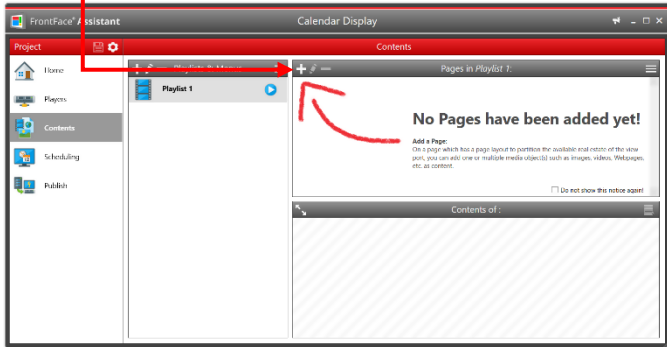 FrontFace® Assistant
Calendar Display
Project
Contents
Home
Players
Contents
Scheduling
Publish
Playlists & Menus
Playlist 1
Pages in Playlist 1:
No Pages have been added yet!
Add a Page:
On a page which has a page layout to partition the available real estate of the view
port, you can add one or multiple media object(s) such as images, videos, Webpages,
etc. as content.
Do not show this notice again!
Contents of :